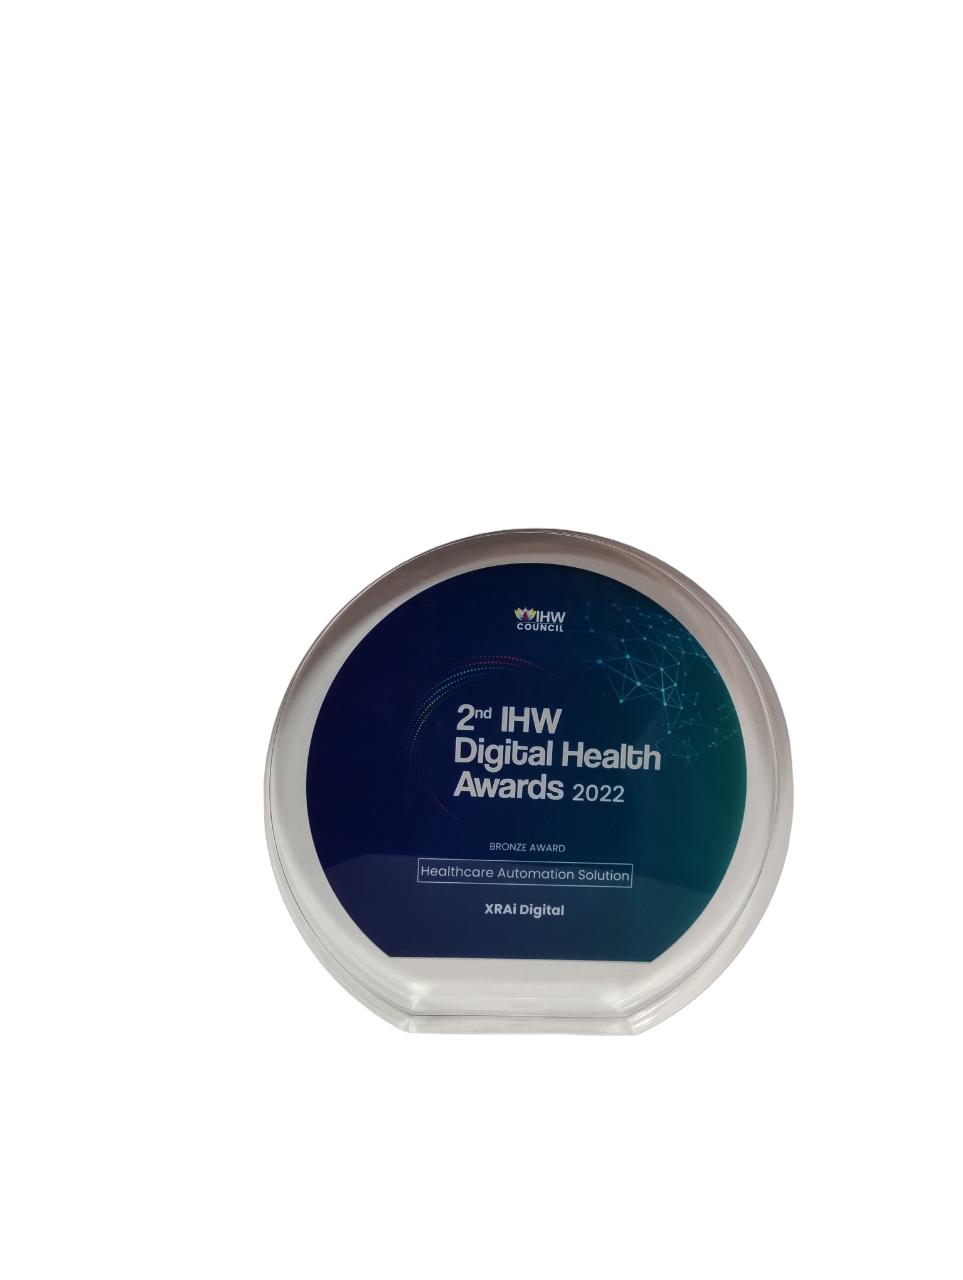 IHW
COUNCIL
2nd IHW
Digital Health
Awards 2022
BRONZE AWARD
Healthcare Automation Solution
XRAi Digital